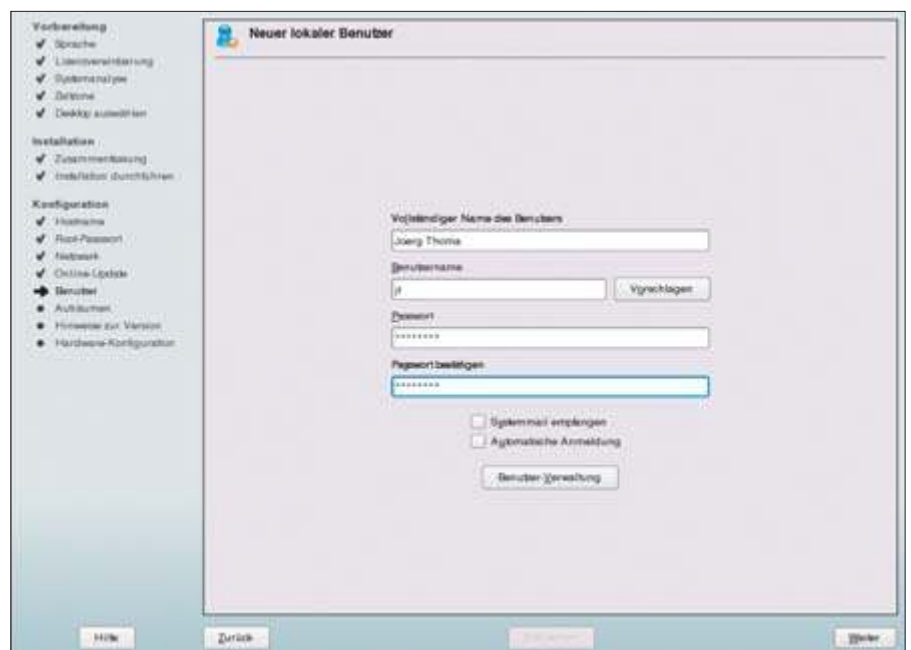 Vorbereitung
Sprache
Lizenzvereinbarung
Systemanalyse
Zeitzone
Desktop auswählen
Installation
Zusammenfassung
Installation durchführen
Konfiguration
Hostname
Root-Passwort
Netzwerk
Online-Update
Benutzer
Aufräumen
Hinweise zur Version
Hardware-Konfiguration
Neuer lokaler Benutzer
Vollständiger Name des Benutzers
Joerg Thoma
Benutzername
jt
Vorschlagen
Passwort
********
Passwort bestätigen
********
Systemmail empfangen
Automatische Anmeldung
Benutzer-Verwaltung
Hilfe
Zurück
Weiter